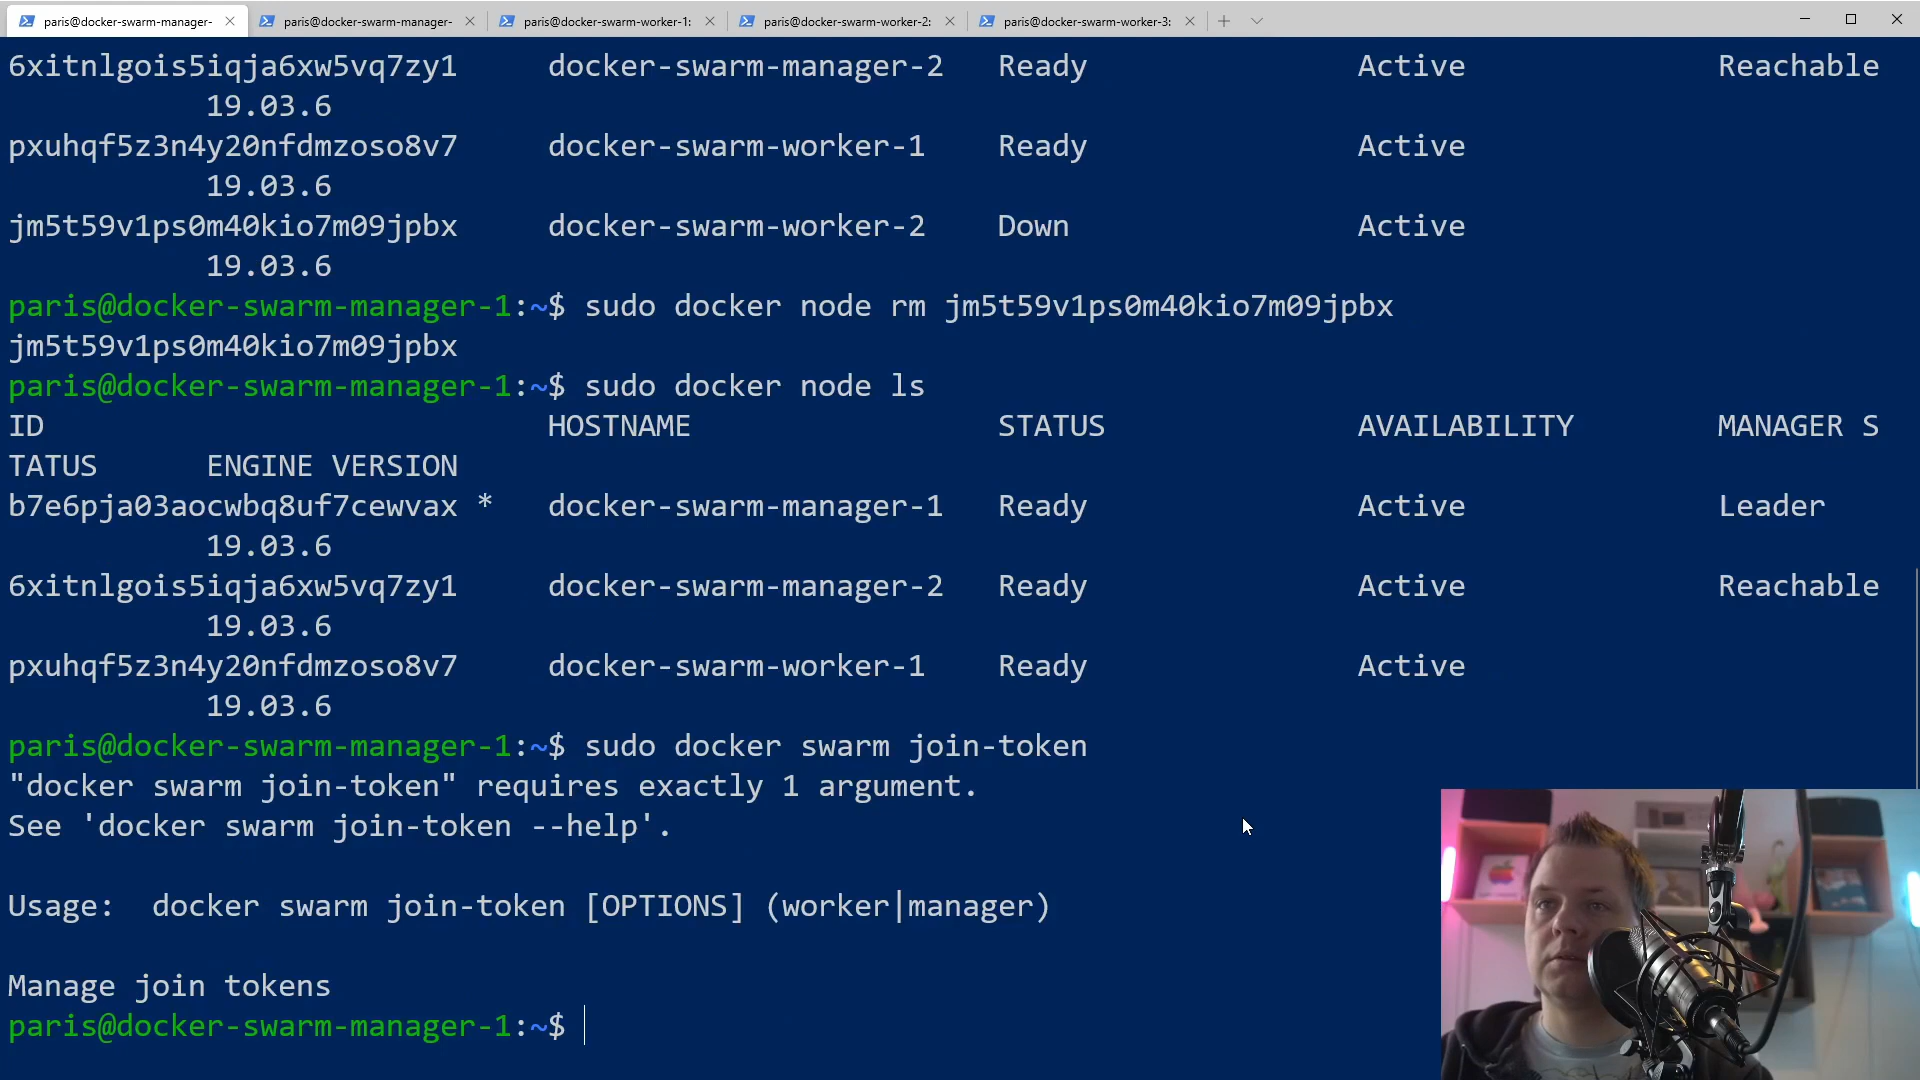 paris@docker-swarm-manager-
paris@docker-swarm-manager-
paris@docker-swarm-worker-1:
paris@docker-swarm-worker-2:
paris@docker-swarm-worker-3:
6xitnlgois5iqja6xw5vq7zy1     docker-swarm-manager-2   Ready               Active              Reachable
           19.03.6
pxuhqf5z3n4y20nfdmzoso8v7     docker-swarm-worker-1    Ready               Active
           19.03.6
jm5t59v1ps0m40kio7m09jpbx     docker-swarm-worker-2    Down                Active
           19.03.6
paris@docker-swarm-manager-1:~$ sudo docker node rm jm5t59v1ps0m40kio7m09jpbx
jm5t59v1ps0m40kio7m09jpbx
paris@docker-swarm-manager-1:~$ sudo docker node ls
ID                            HOSTNAME                 STATUS              AVAILABILITY        MANAGER S
TATUS      ENGINE VERSION
b7e6pja03aocwbq8uf7cewvax *   docker-swarm-manager-1   Ready               Active              Leader
           19.03.6
6xitnlgois5iqja6xw5vq7zy1     docker-swarm-manager-2   Ready               Active              Reachable
           19.03.6
pxuhqf5z3n4y20nfdmzoso8v7     docker-swarm-worker-1    Ready               Active
           19.03.6
paris@docker-swarm-manager-1:~$ sudo docker swarm join-token
"docker swarm join-token" requires exactly 1 argument.
See 'docker swarm join-token --help'.
Usage:  docker swarm join-token [OPTIONS] (worker|manager)
Manage join tokens
paris@docker-swarm-manager-1:~$